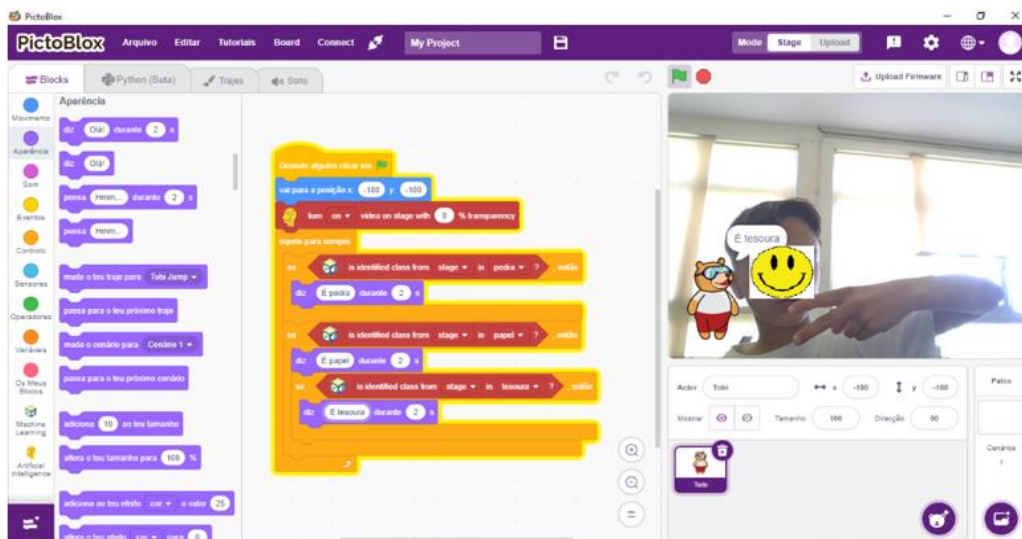 PictoBlox
PictoBlox Arquivo Editar Tutoriais Board Connect My Project Mode Stage Upload
Blocks Python (Beta) Trajes Sons Upload Firmware
Movimento
Aparência
Som
Eventos
Controlo
Sensores
Operadores
Variáveis
Os Meus
Blocos
Machine
Learning
Artificial
Intelligence
Aparência
diz Olá! durante 2 s
diz Olá!
pensa Hmm... durante 2 s
pensa Hmm...
muda o teu traje para Tobi Jump
passa para o teu próximo traje
muda o cenário para Cenário 1
passa para o teu próximo cenário
adiciona 10 ao teu tamanho
altera o teu tamanho para 100 %
adiciona ao teu efeito cor o valor 25
altera o teu efeito cor para 0
Quando alguém clicar em
vai para a posição x: -100 y: -100
turn on video on stage with 0 % transparency
repete para sempre
se is identified class from stage in pedra ? , então
diz É pedra durante 2 s
se is identified class from stage in papel ? , então
diz É papel durante 2 s
se is identified class from stage in tesoura ? , então
diz É tesoura durante 2 s
É tesoura
Actor Tobi x -100 y -100
Mostrar Tamanho 100 Direcção 90
Tobi
Palco
Cenários
1